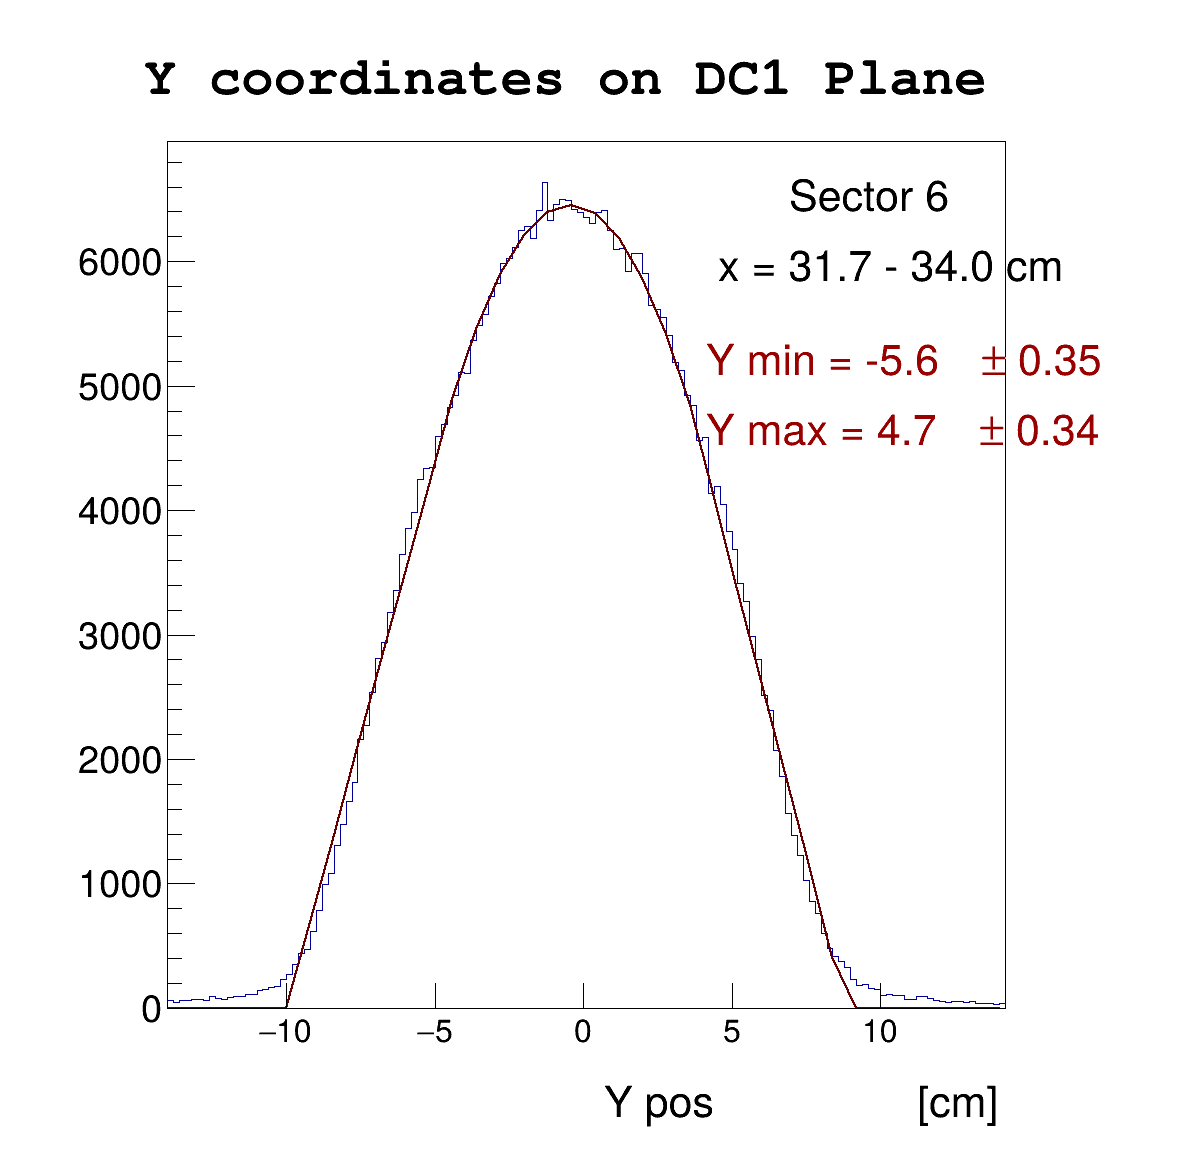 Y coordinates on DC1 Plane
Sector 6
x = 31.7 - 34.0 cm
Y min = -5.6 ± 0.35
Y max = 4.7 ± 0.34
6000
5000
4000
3000
2000
1000
0
−10 −5 0 5 10
Y pos [cm]